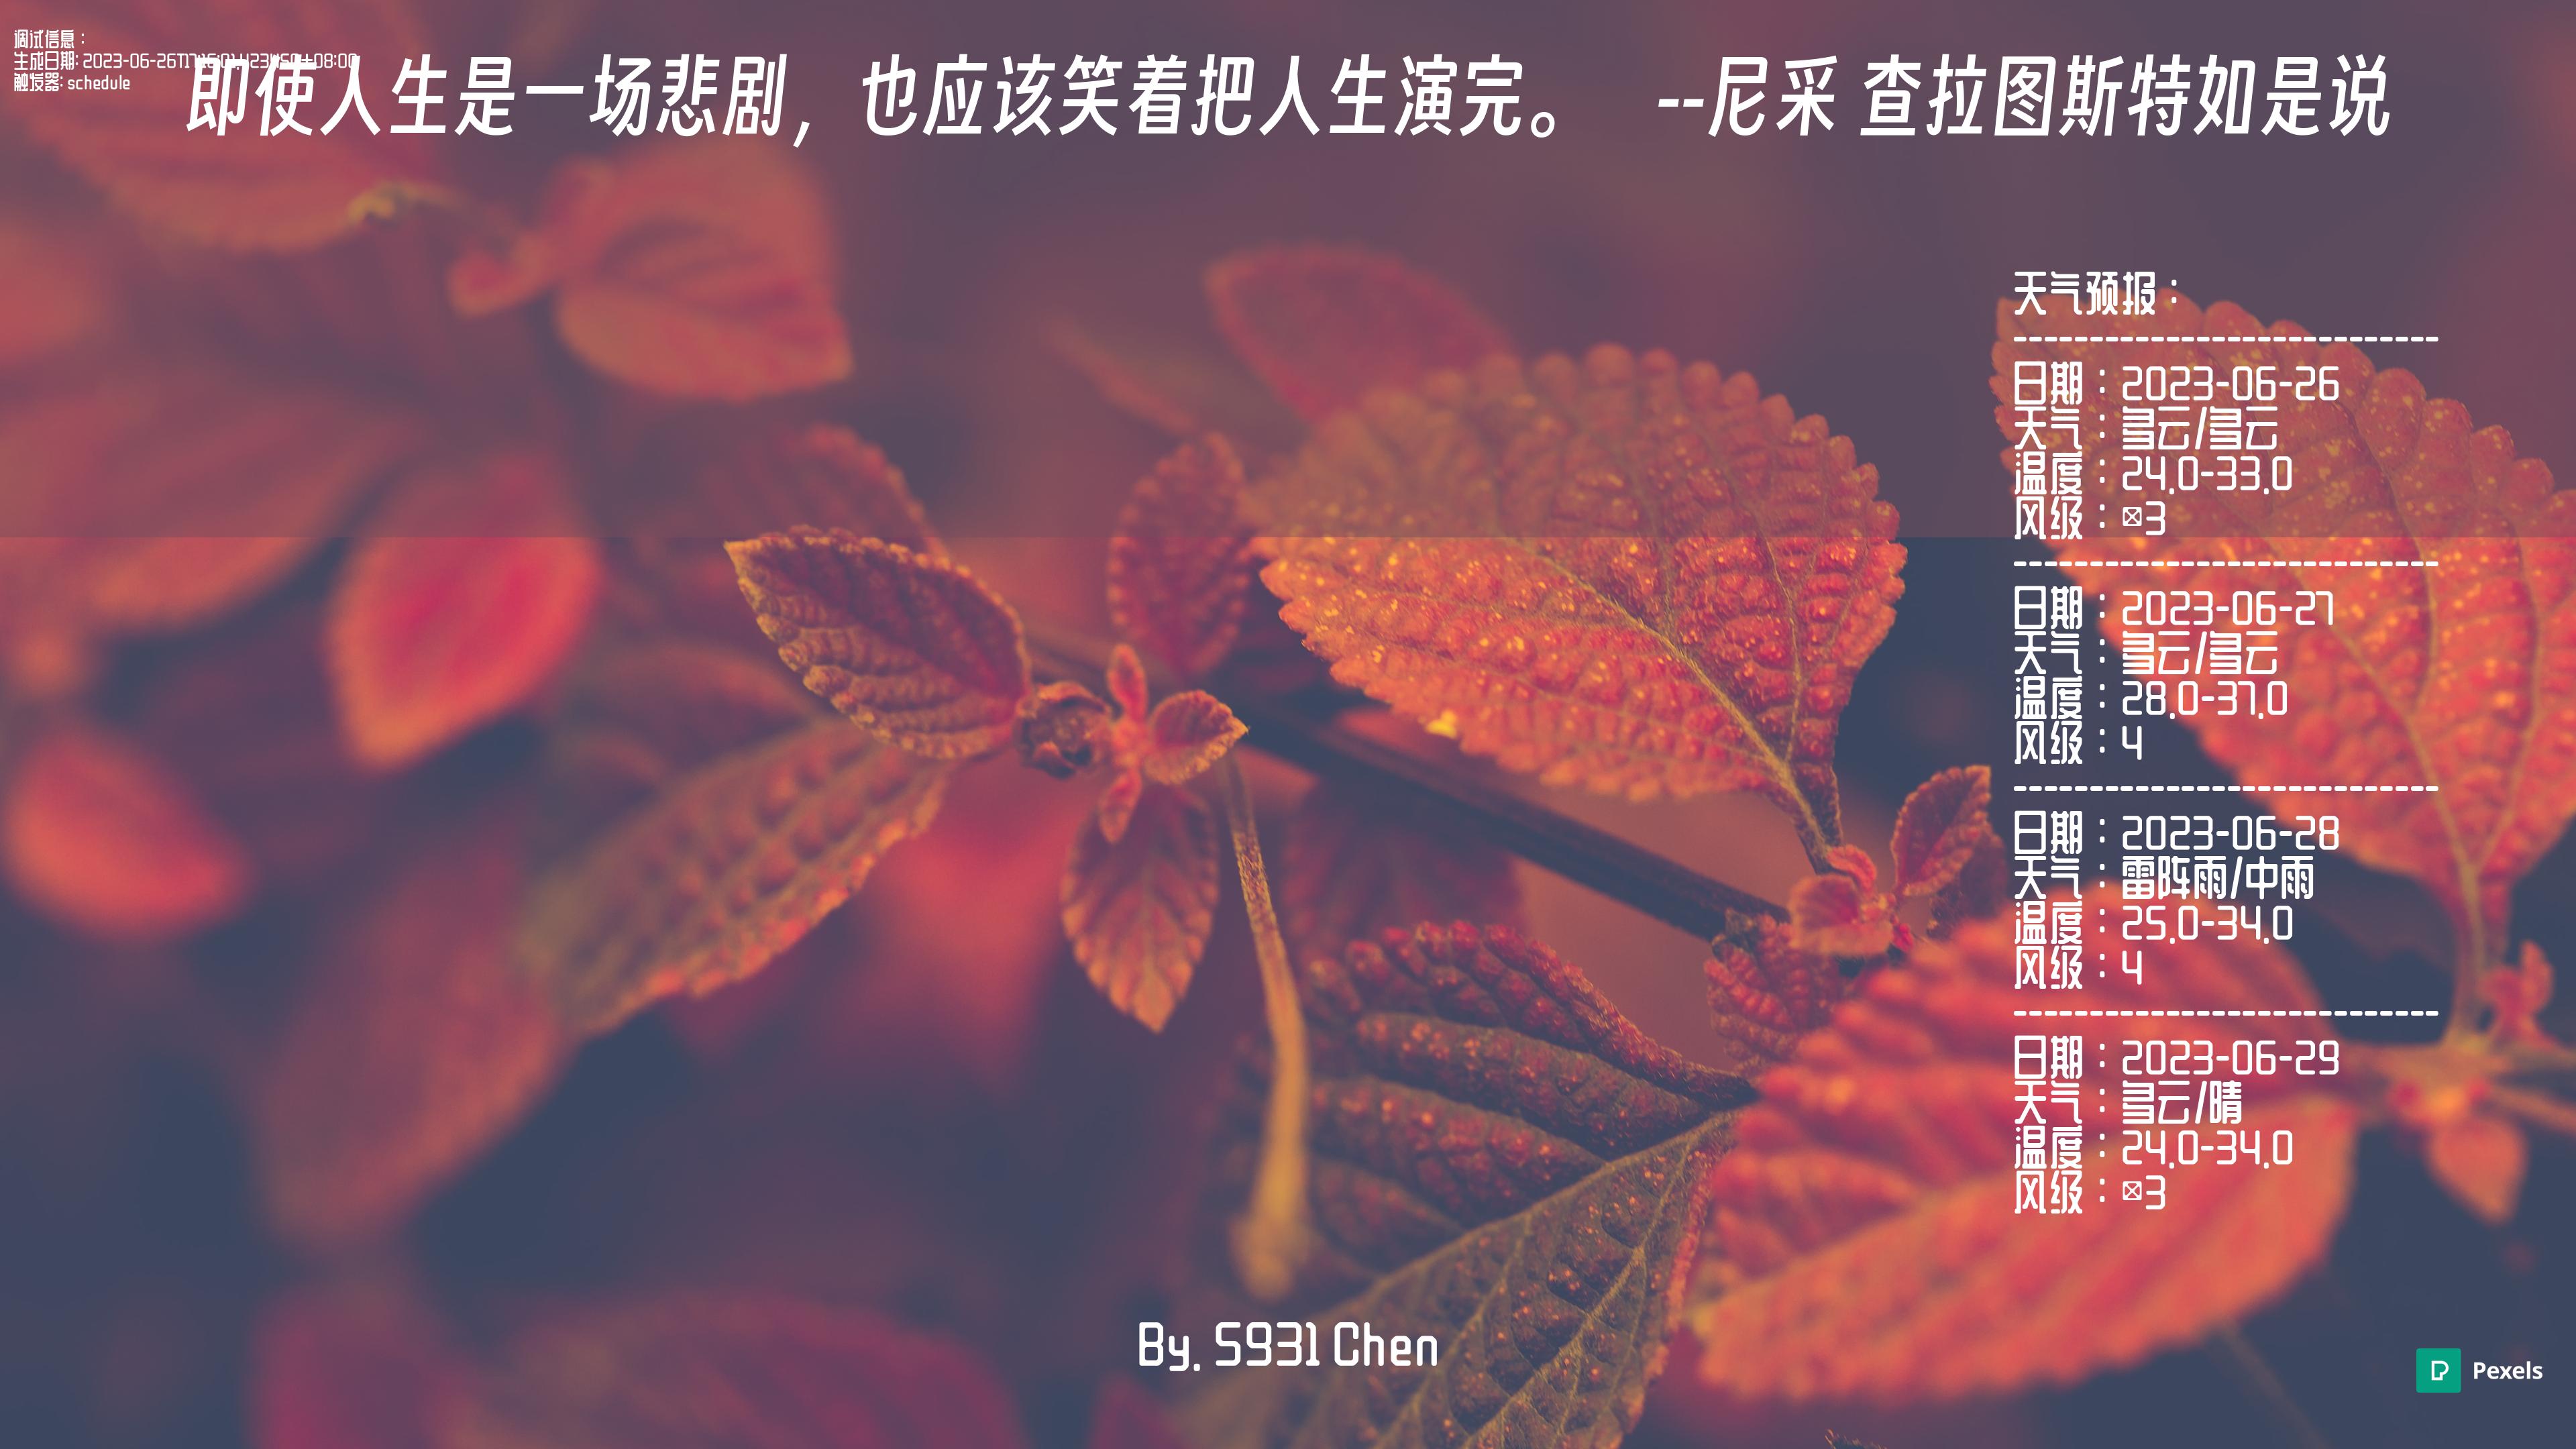 调试信息：
生成日期: 2023-06-26T17:
触发器: schedule
即使人生是一场悲剧，也应该笑着把人生演完。 --尼采 查拉图斯特如是说
天气预报：
----------------------------
日期：2023-06-26
天气：多云/多云
温度：24.0-33.0
风级：3
----------------------------
日期：2023-06-27
天气：多云/多云
温度：28.0-37.0
风级：4
----------------------------
日期：2023-06-28
天气：雷阵雨/中雨
温度：25.0-34.0
风级：4
----------------------------
日期：2023-06-29
天气：多云/晴
温度：24.0-34.0
风级：3
By. S931 Chen
Pexels